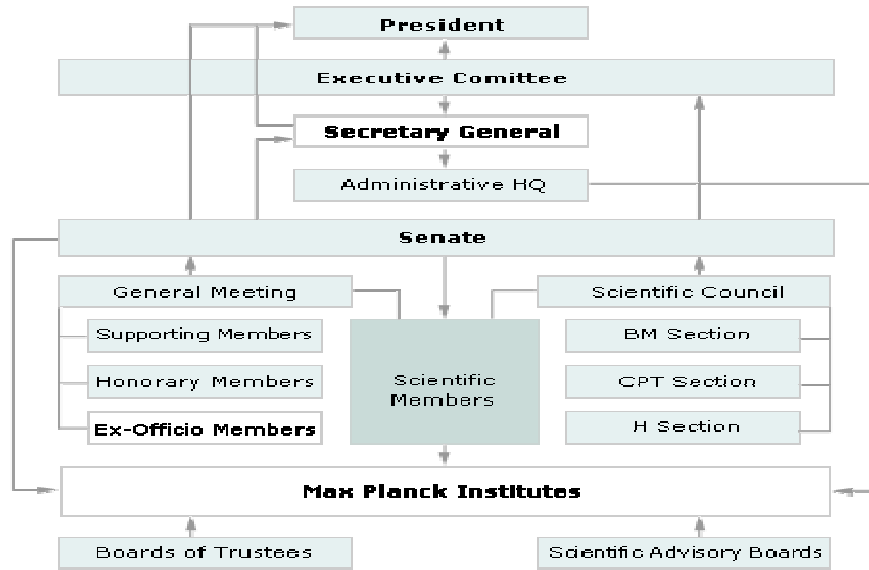 President
Executive Comittee
Secretary General
Administrative HQ
Senate
General Meeting
Scientific Council
Supporting Members
BM Section
Honorary Members
Scientific
Members
CPT Section
Ex-Officio Members
H Section
Max Planck Institutes
Boards of Trustees
Scientific Advisory Boards